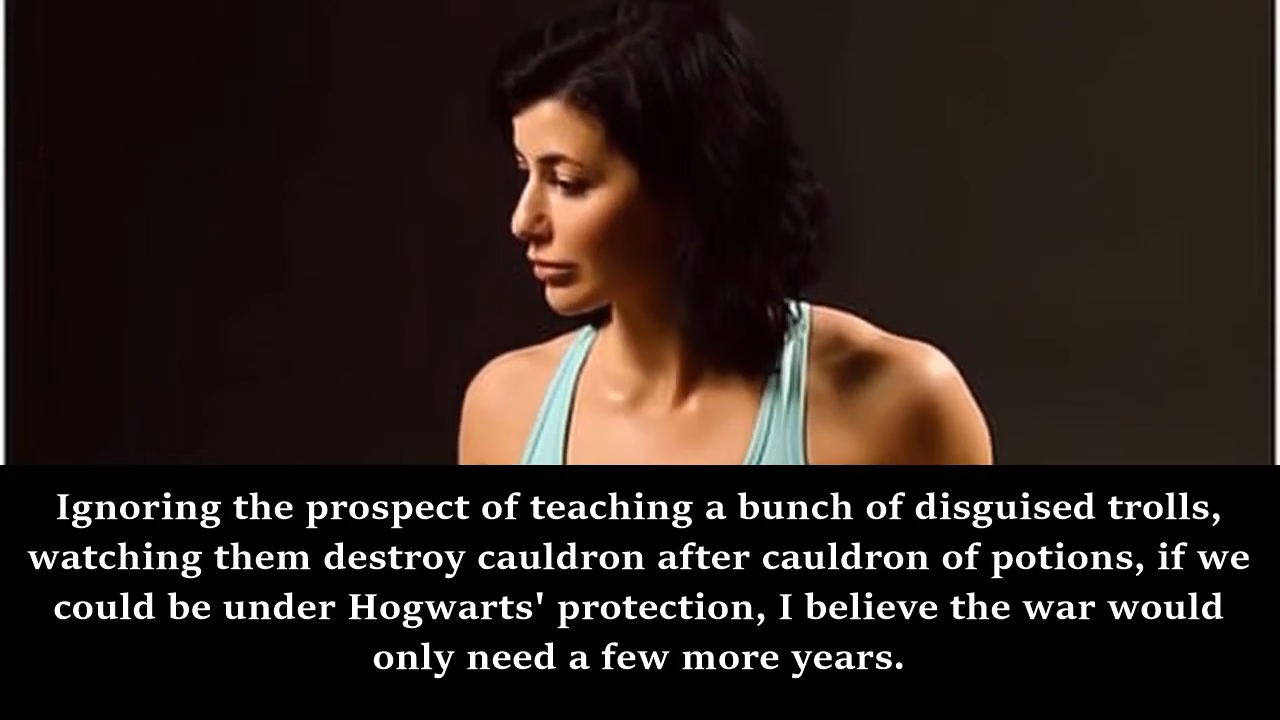 Ignoring the prospect of teaching a bunch of disguised trolls,
watching them destroy cauldron after cauldron of potions, if we
could be under Hogwarts' protection, I believe the war would
only need a few more years.